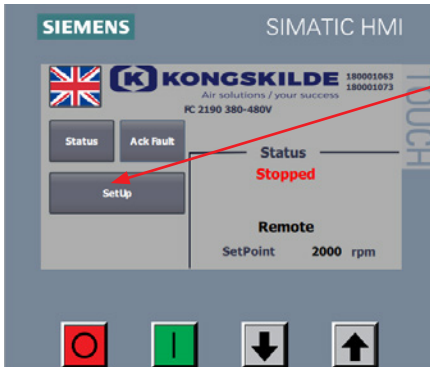 SIEMENS SIMATIC HMI
KONGSKILDE 180001063
180001073
Air solutions / your success
FC 2190 380-480V
TOUCH
Status Ack Fault
Status
Stopped
SetUp
Remote
SetPoint 2000 rpm